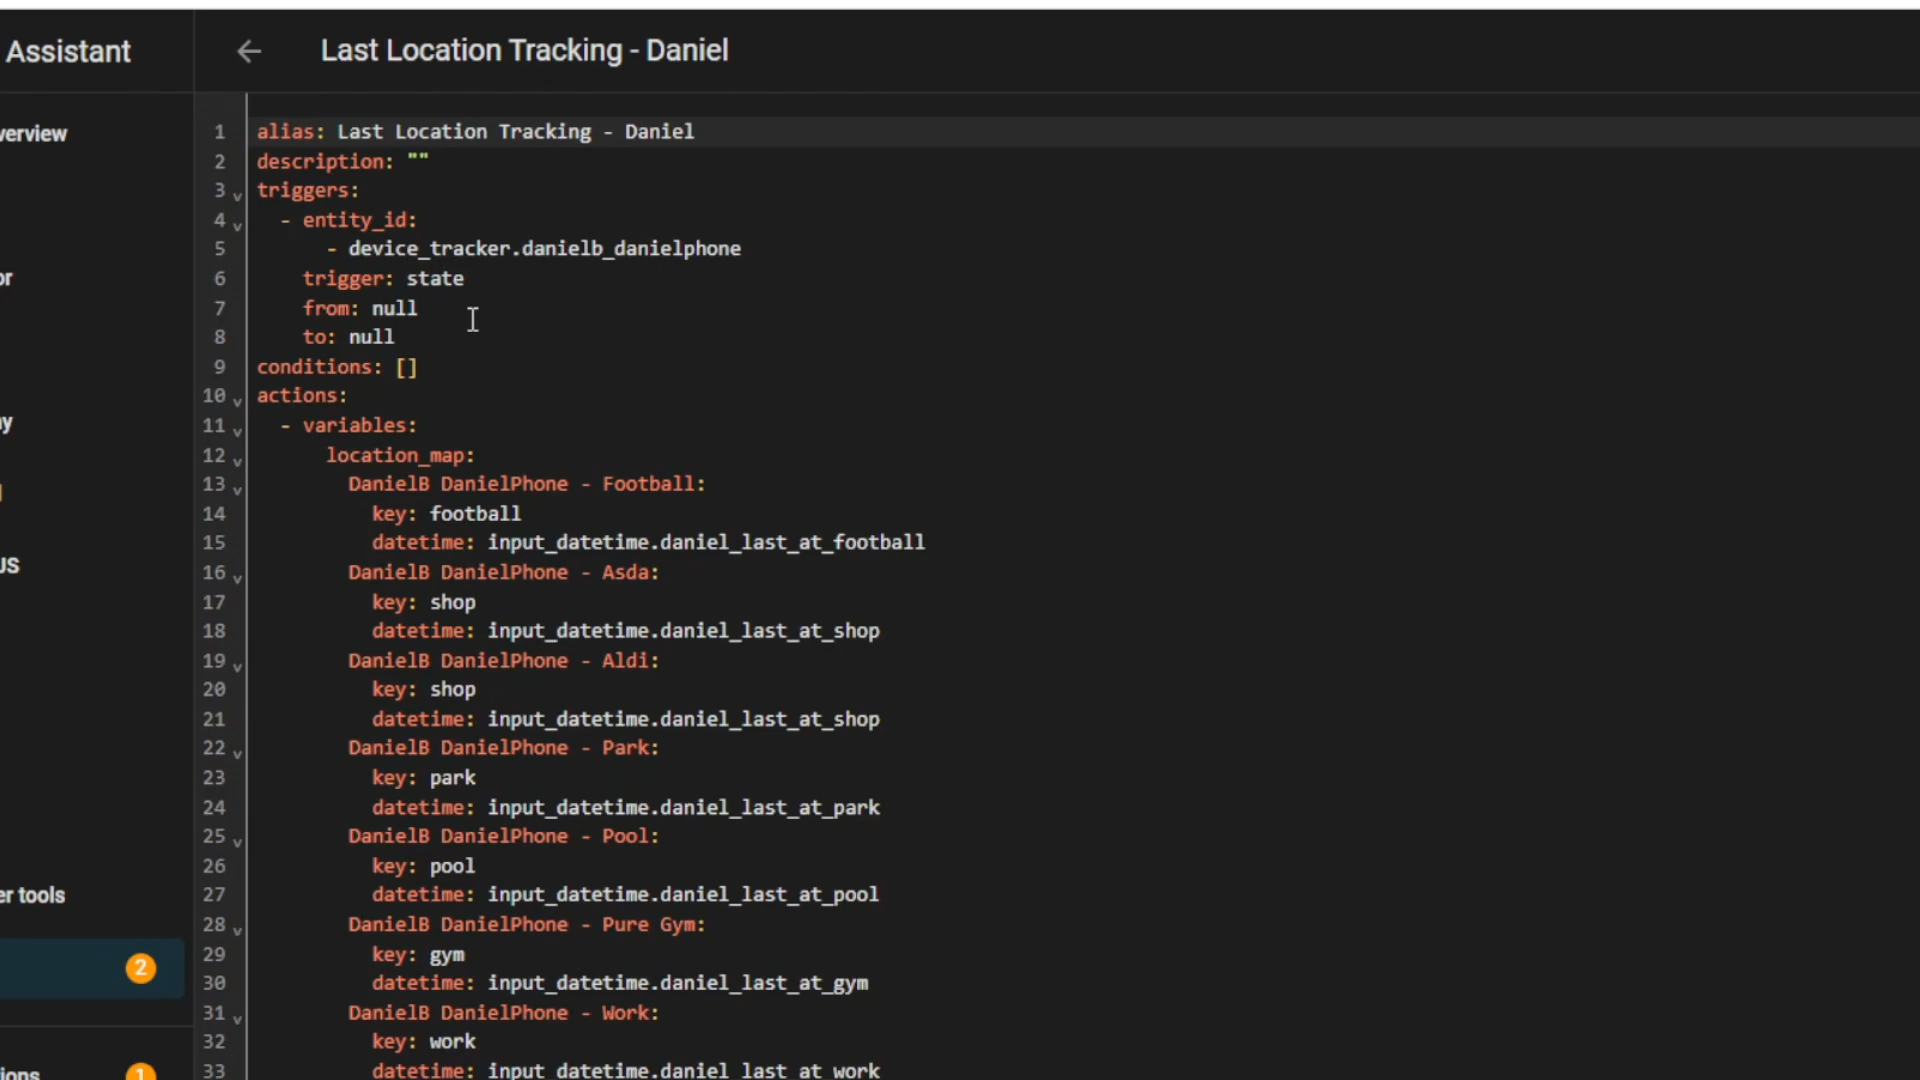 Assistant
Last Location Tracking - Daniel
verview
or
ny
JS
er tools
2
ions
1
1 alias: Last Location Tracking - Daniel
2 description: ""
3 triggers:
4 - entity_id:
5 - device_tracker.danielb_danielphone
6 trigger: state
7 from: null
8 to: null
9 conditions: []
10 actions:
11 - variables:
12 location_map:
13 DanielB DanielPhone - Football:
14 key: football
15 datetime: input_datetime.daniel_last_at_football
16 DanielB DanielPhone - Asda:
17 key: shop
18 datetime: input_datetime.daniel_last_at_shop
19 DanielB DanielPhone - Aldi:
20 key: shop
21 datetime: input_datetime.daniel_last_at_shop
22 DanielB DanielPhone - Park:
23 key: park
24 datetime: input_datetime.daniel_last_at_park
25 DanielB DanielPhone - Pool:
26 key: pool
27 datetime: input_datetime.daniel_last_at_pool
28 DanielB DanielPhone - Pure Gym:
29 key: gym
30 datetime: input_datetime.daniel_last_at_gym
31 DanielB DanielPhone - Work:
32 key: work
33 datetime: input_datetime.daniel_last_at_work